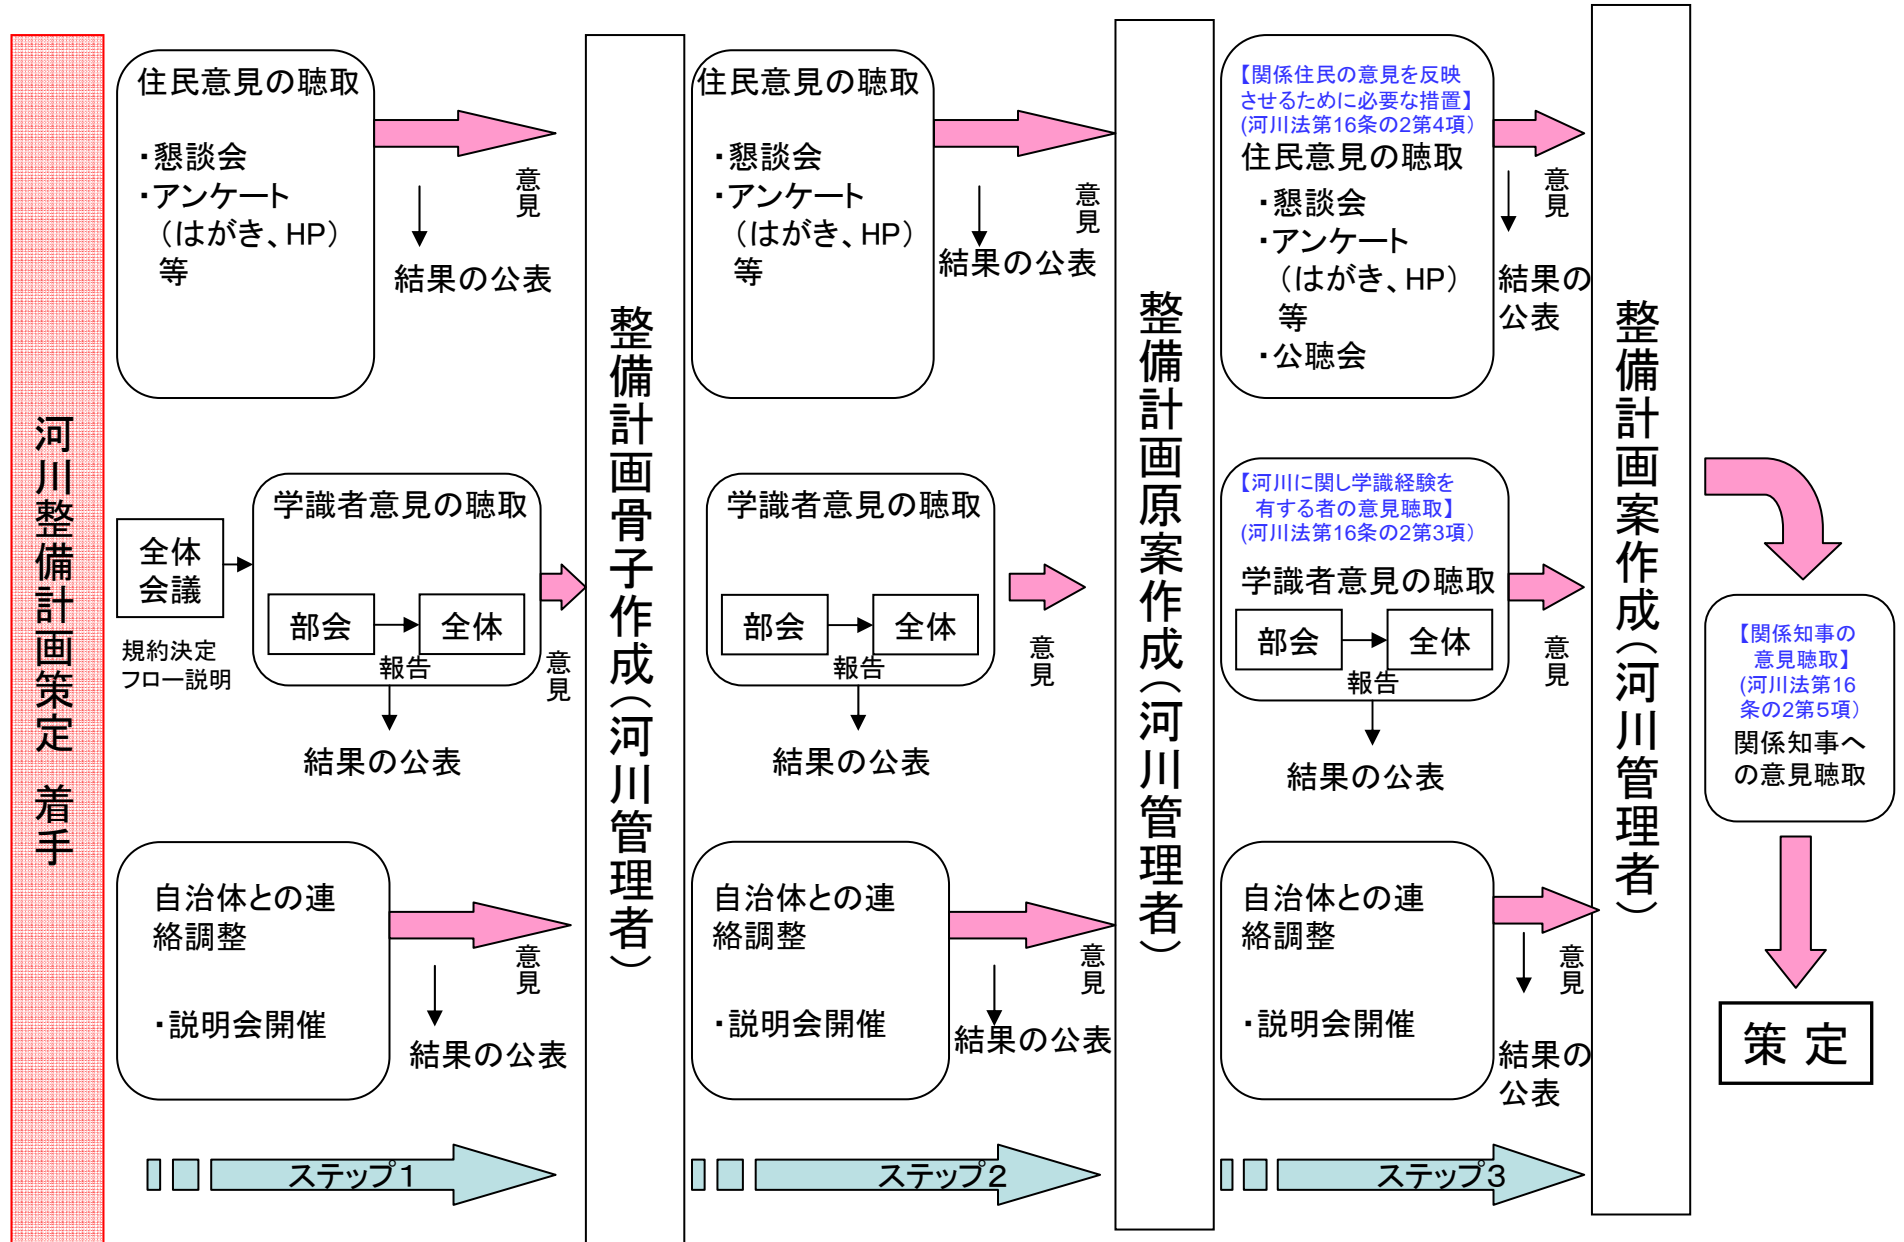 河川整備計画策定 着手
住民意見の聴取
・懇談会
・アンケート
（はがき、HP）
等
意見
結果の公表
全体
会議
規約決定
フロー説明
学識者意見の聴取
部会
全体
報告
意見
結果の公表
自治体との連
絡調整
・説明会開催
意見
結果の公表
ステップ１
整備計画骨子作成（河川管理者）
住民意見の聴取
・懇談会
・アンケート
（はがき、HP）
等
意見
結果の公表
学識者意見の聴取
部会
全体
報告
意見
結果の公表
自治体との連
絡調整
・説明会開催
意見
結果の公表
ステップ２
整備計画原案作成（河川管理者）
【関係住民の意見を反映
させるために必要な措置】
(河川法第16条の2第4項）
住民意見の聴取
・懇談会
・アンケート
（はがき、HP）
等
・公聴会
意見
結果の
公表
【河川に関し学識経験を
有する者の意見聴取】
(河川法第16条の2第3項）
学識者意見の聴取
部会
全体
報告
意見
結果の公表
自治体との連
絡調整
・説明会開催
意見
結果の
公表
ステップ３
整備計画案作成（河川管理者）
【関係知事の
意見聴取】
(河川法第16
条の2第５項）
関係知事へ
の意見聴取
策 定